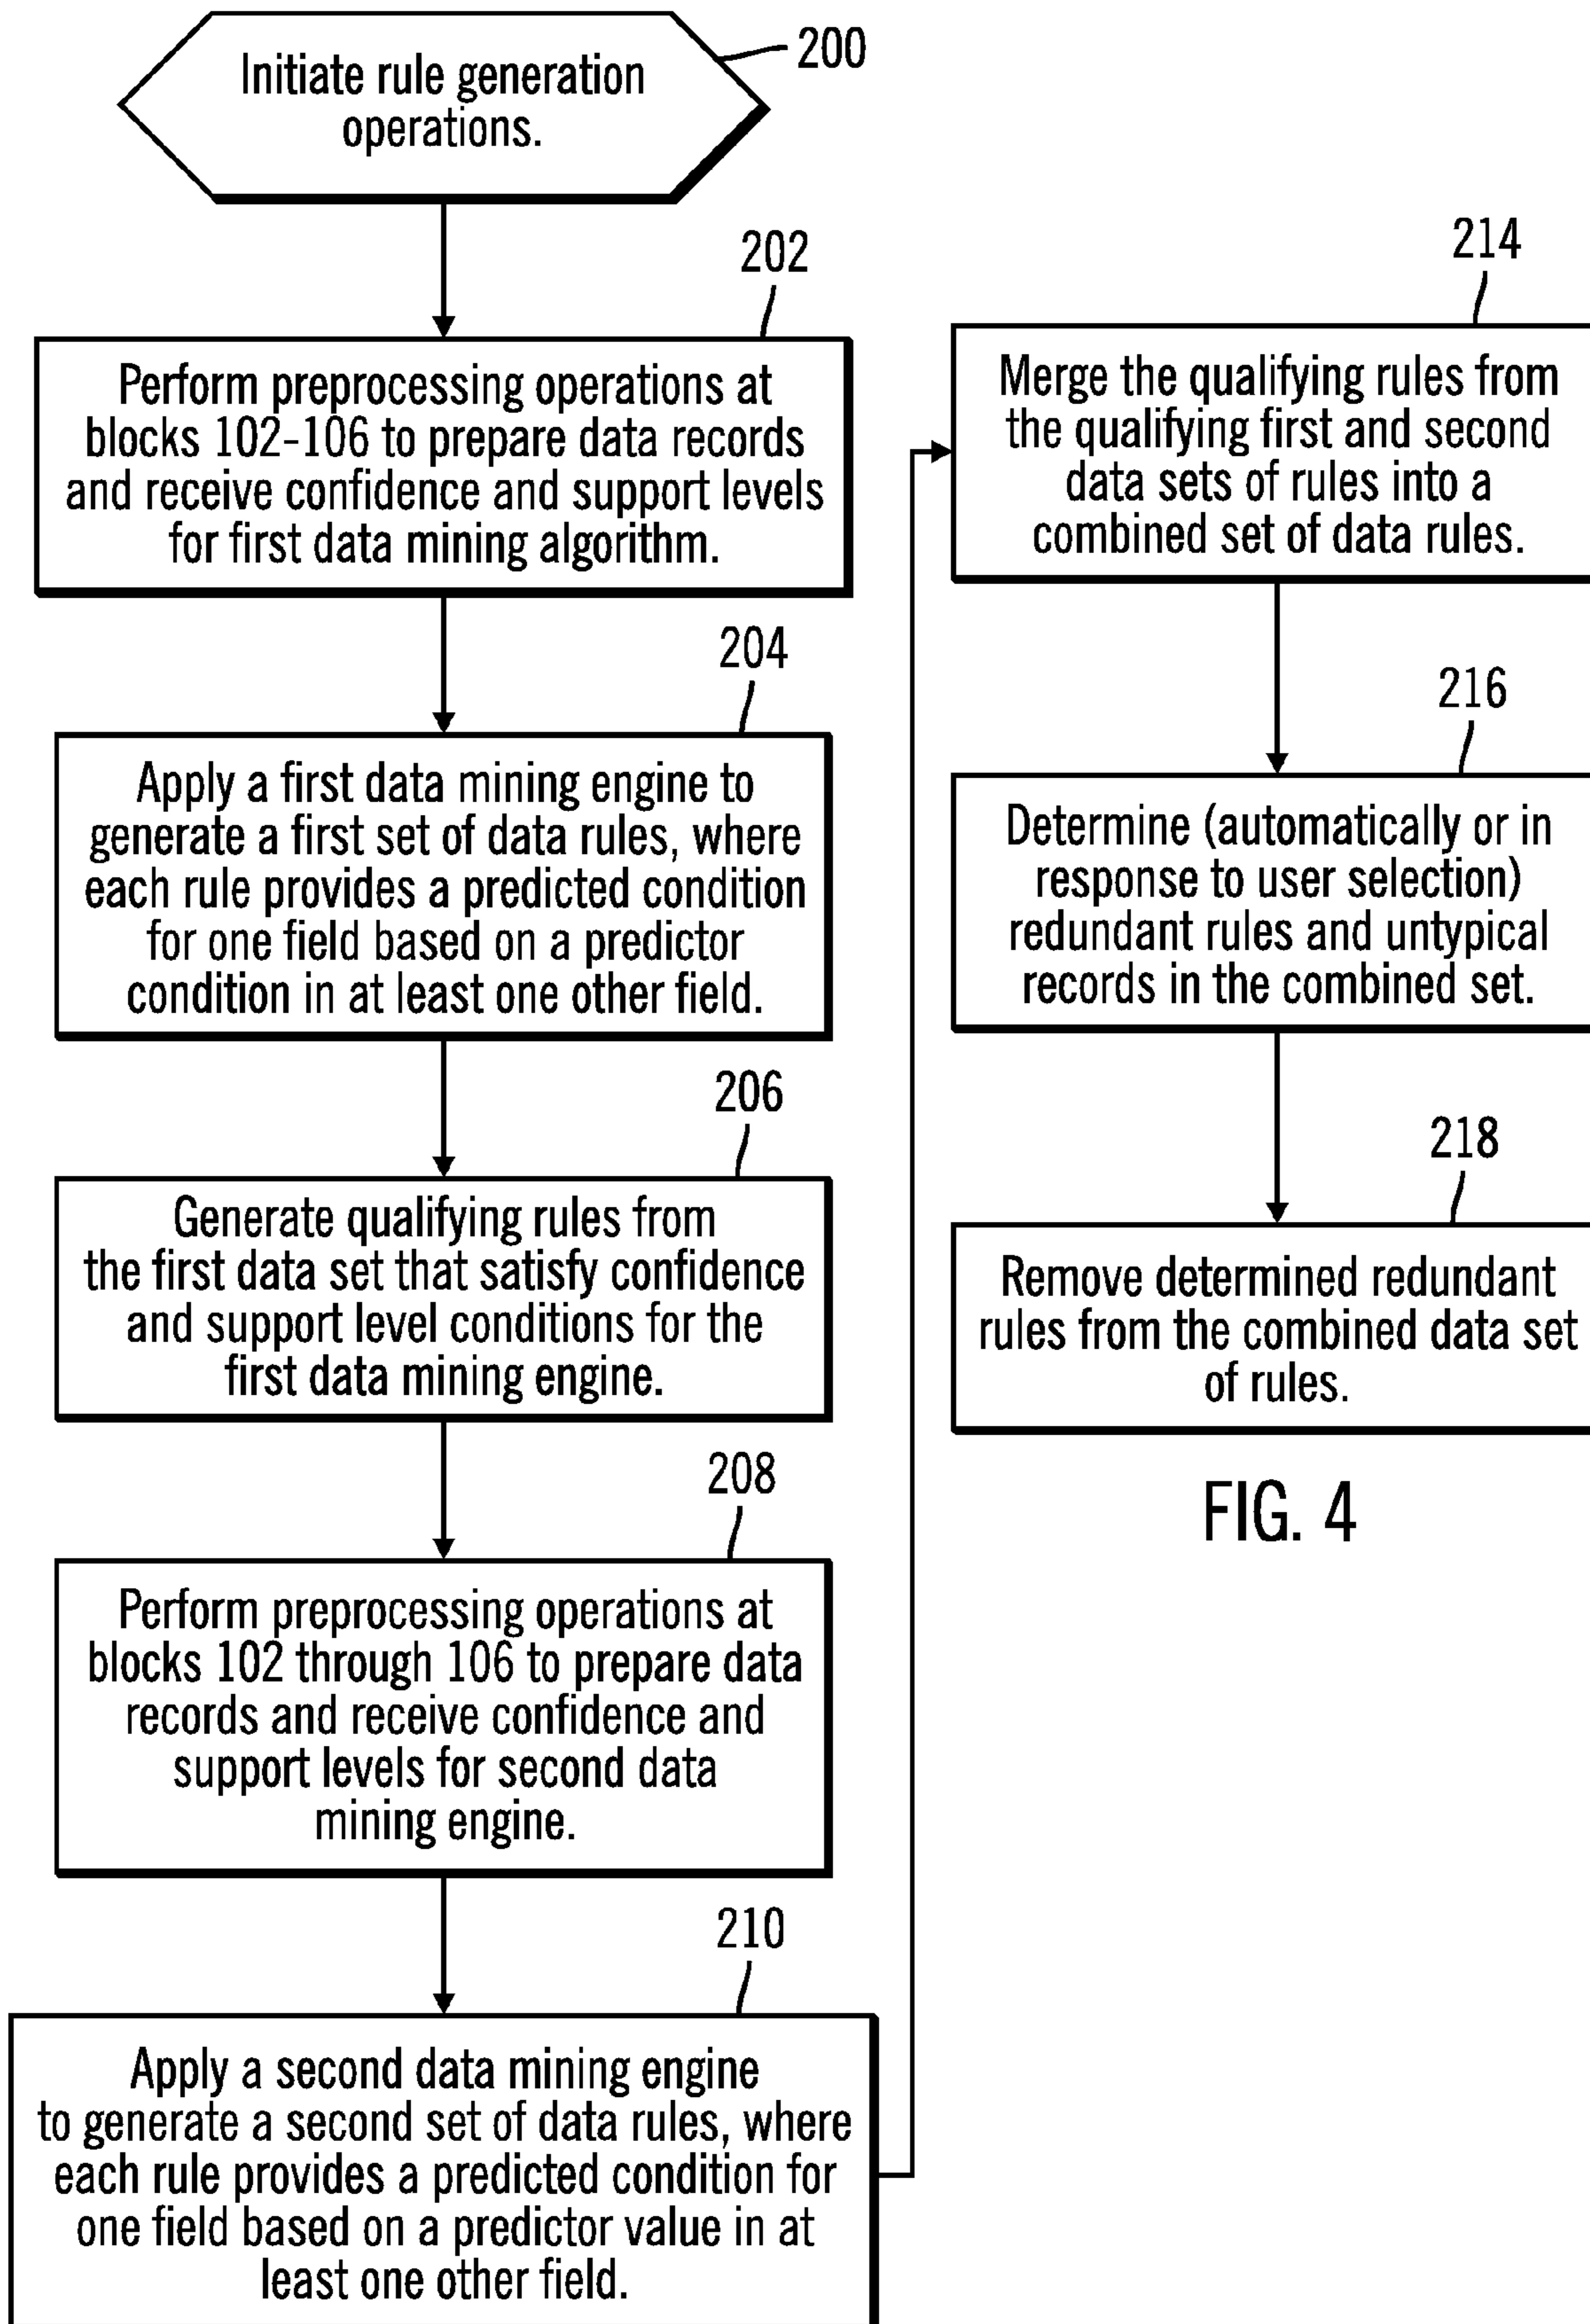 200
Initiate rule generation
operations.
202
Perform preprocessing operations at
blocks 102-106 to prepare data records
and receive confidence and support levels
for first data mining algorithm.
204
Apply a first data mining engine to
generate a first set of data rules, where
each rule provides a predicted condition
for one field based on a predictor
condition in at least one other field.
206
Generate qualifying rules from
the first data set that satisfy confidence
and support level conditions for the
first data mining engine.
208
Perform preprocessing operations at
blocks 102 through 106 to prepare data
records and receive confidence and
support levels for second data
mining engine.
210
Apply a second data mining engine
to generate a second set of data rules, where
each rule provides a predicted condition for
one field based on a predictor value in at
least one other field.
214
Merge the qualifying rules from
the qualifying first and second
data sets of rules into a
combined set of data rules.
216
Determine (automatically or in
response to user selection)
redundant rules and untypical
records in the combined set.
218
Remove determined redundant
rules from the combined data set
of rules.
FIG. 4